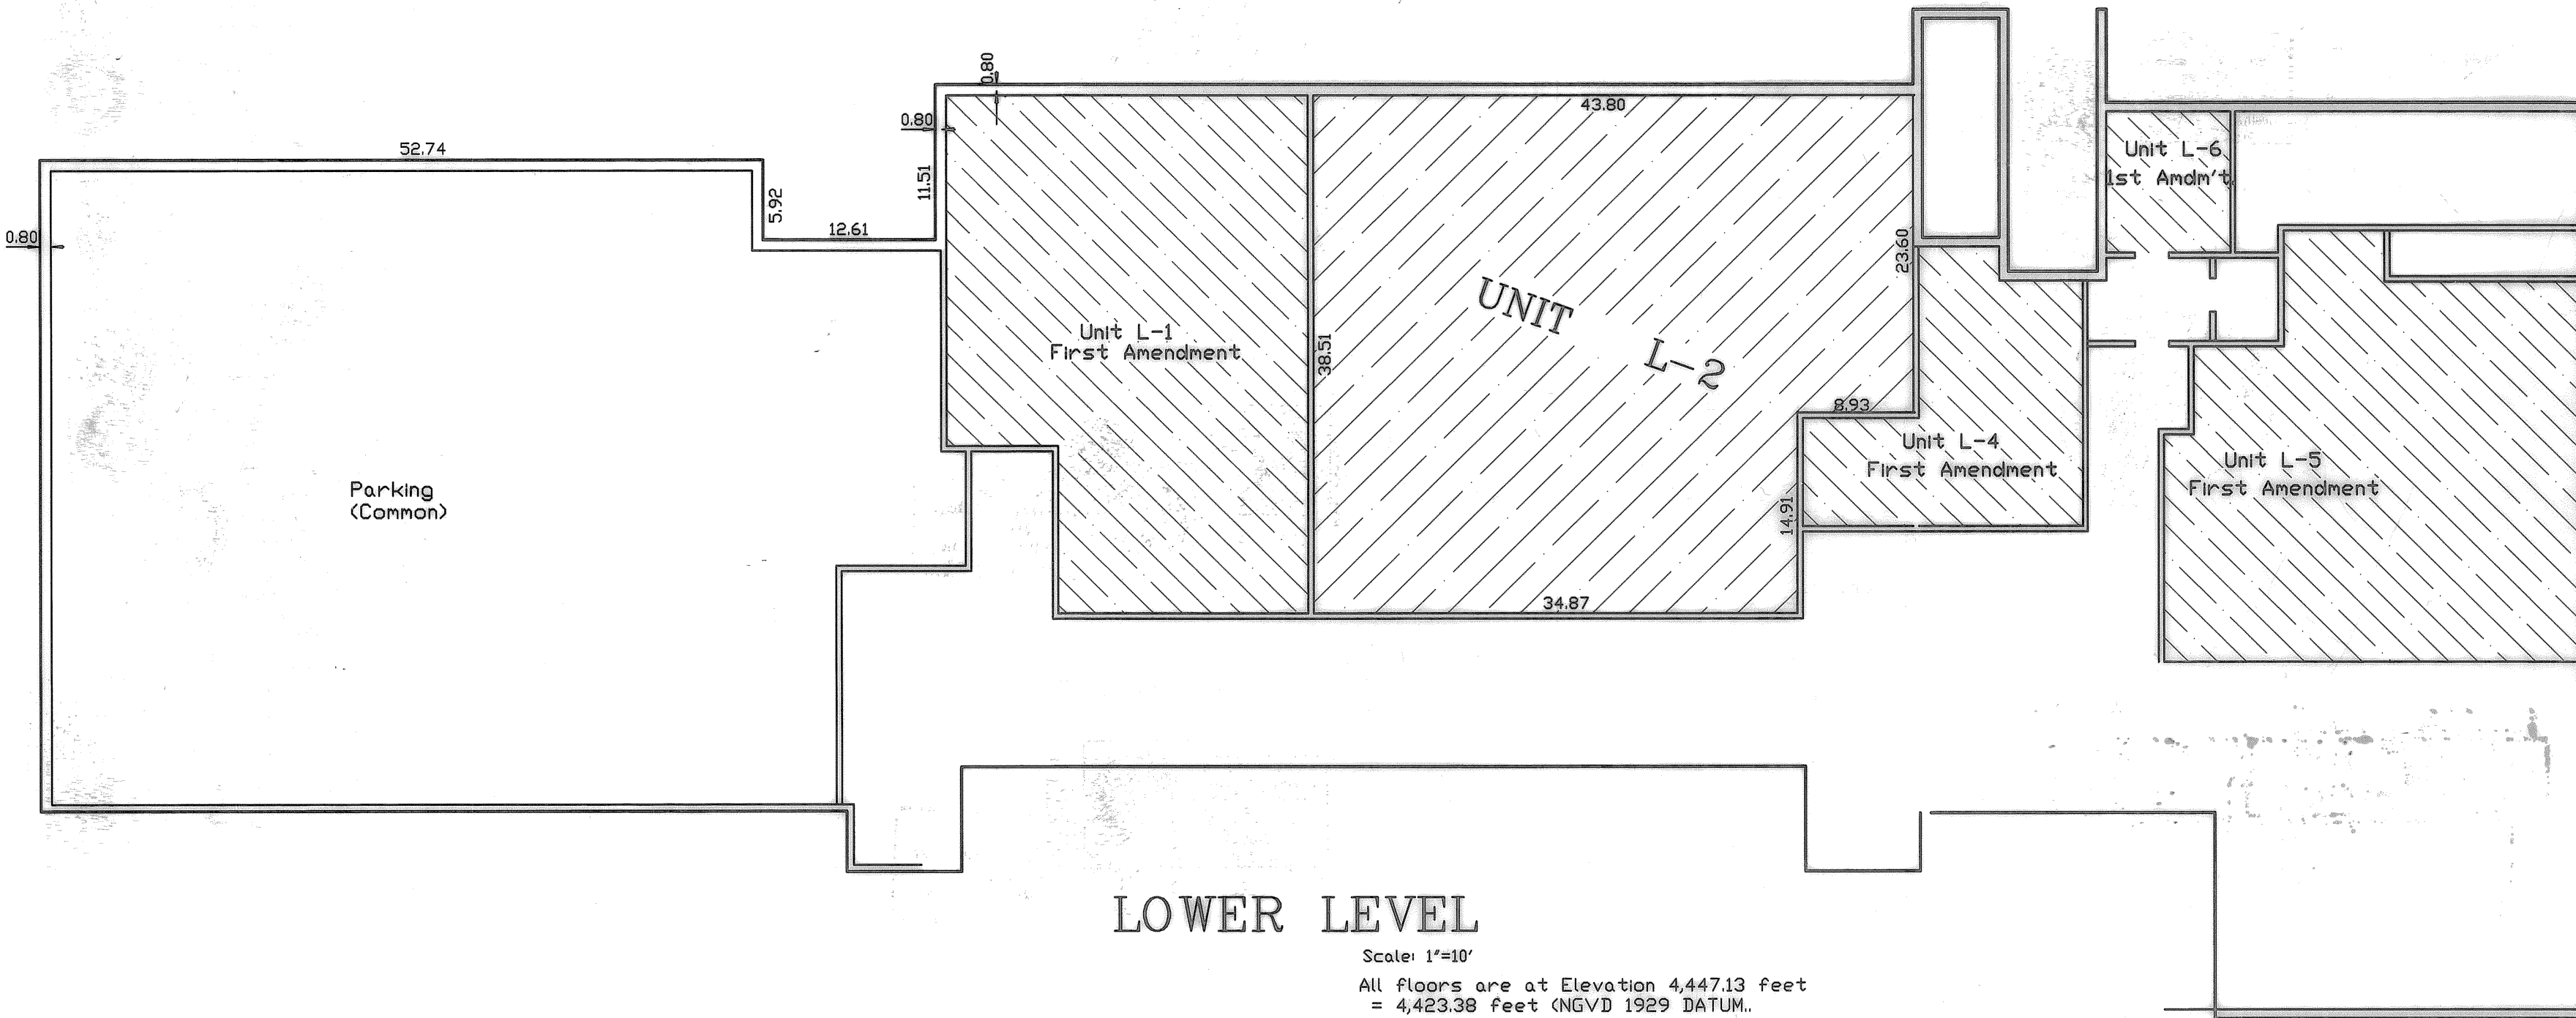 0.80
43.80
0.80
52.74
Unit L-6
1st Amdm't.
11.51
5.92
12.61
0.80
23.60
UNIT
L-2
Unit L-1
First Amendment
38.51
8.93
Unit L-4
First Amendment
Unit L-5
First Amendment
Parking
(Common)
14.91
34.87
LOWER LEVEL
Scale: 1"=10'
All floors are at Elevation 4,447.13 feet
= 4,423.38 feet (NGVD 1929 DATUM..